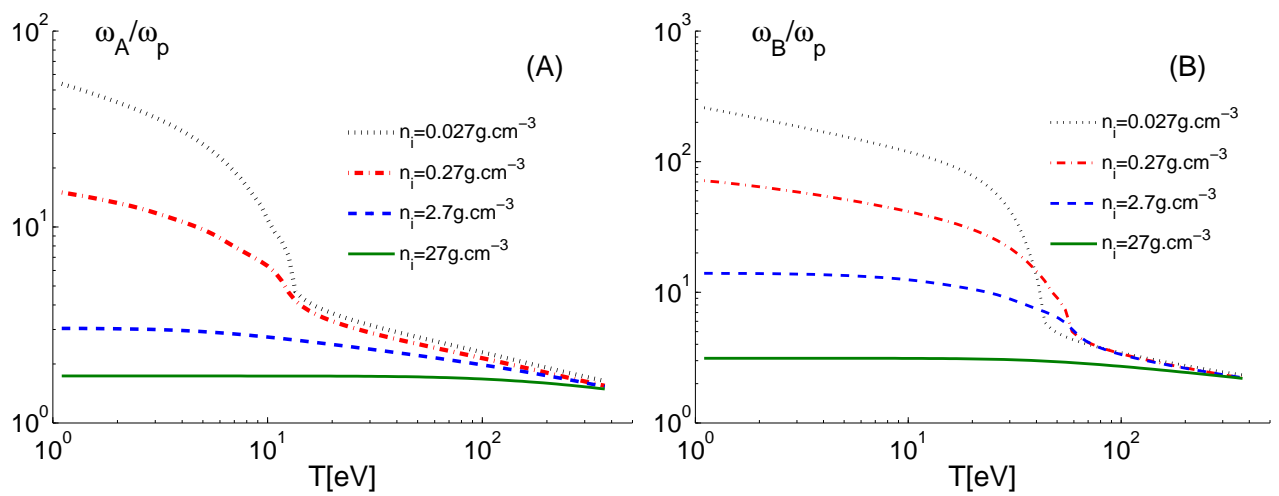 ω_A/ω_p
(A)
n_i=0.027g.cm^−3
n_i=0.27g.cm^−3
n_i=2.7g.cm^−3
n_i=27g.cm^−3
10^2
10^1
10^0
10^0 10^1 10^2
T[eV]
ω_B/ω_p
(B)
n_i=0.027g.cm^−3
n_i=0.27g.cm^−3
n_i=2.7g.cm^−3
n_i=27g.cm^−3
10^3
10^2
10^1
10^0
10^0 10^1 10^2
T[eV]